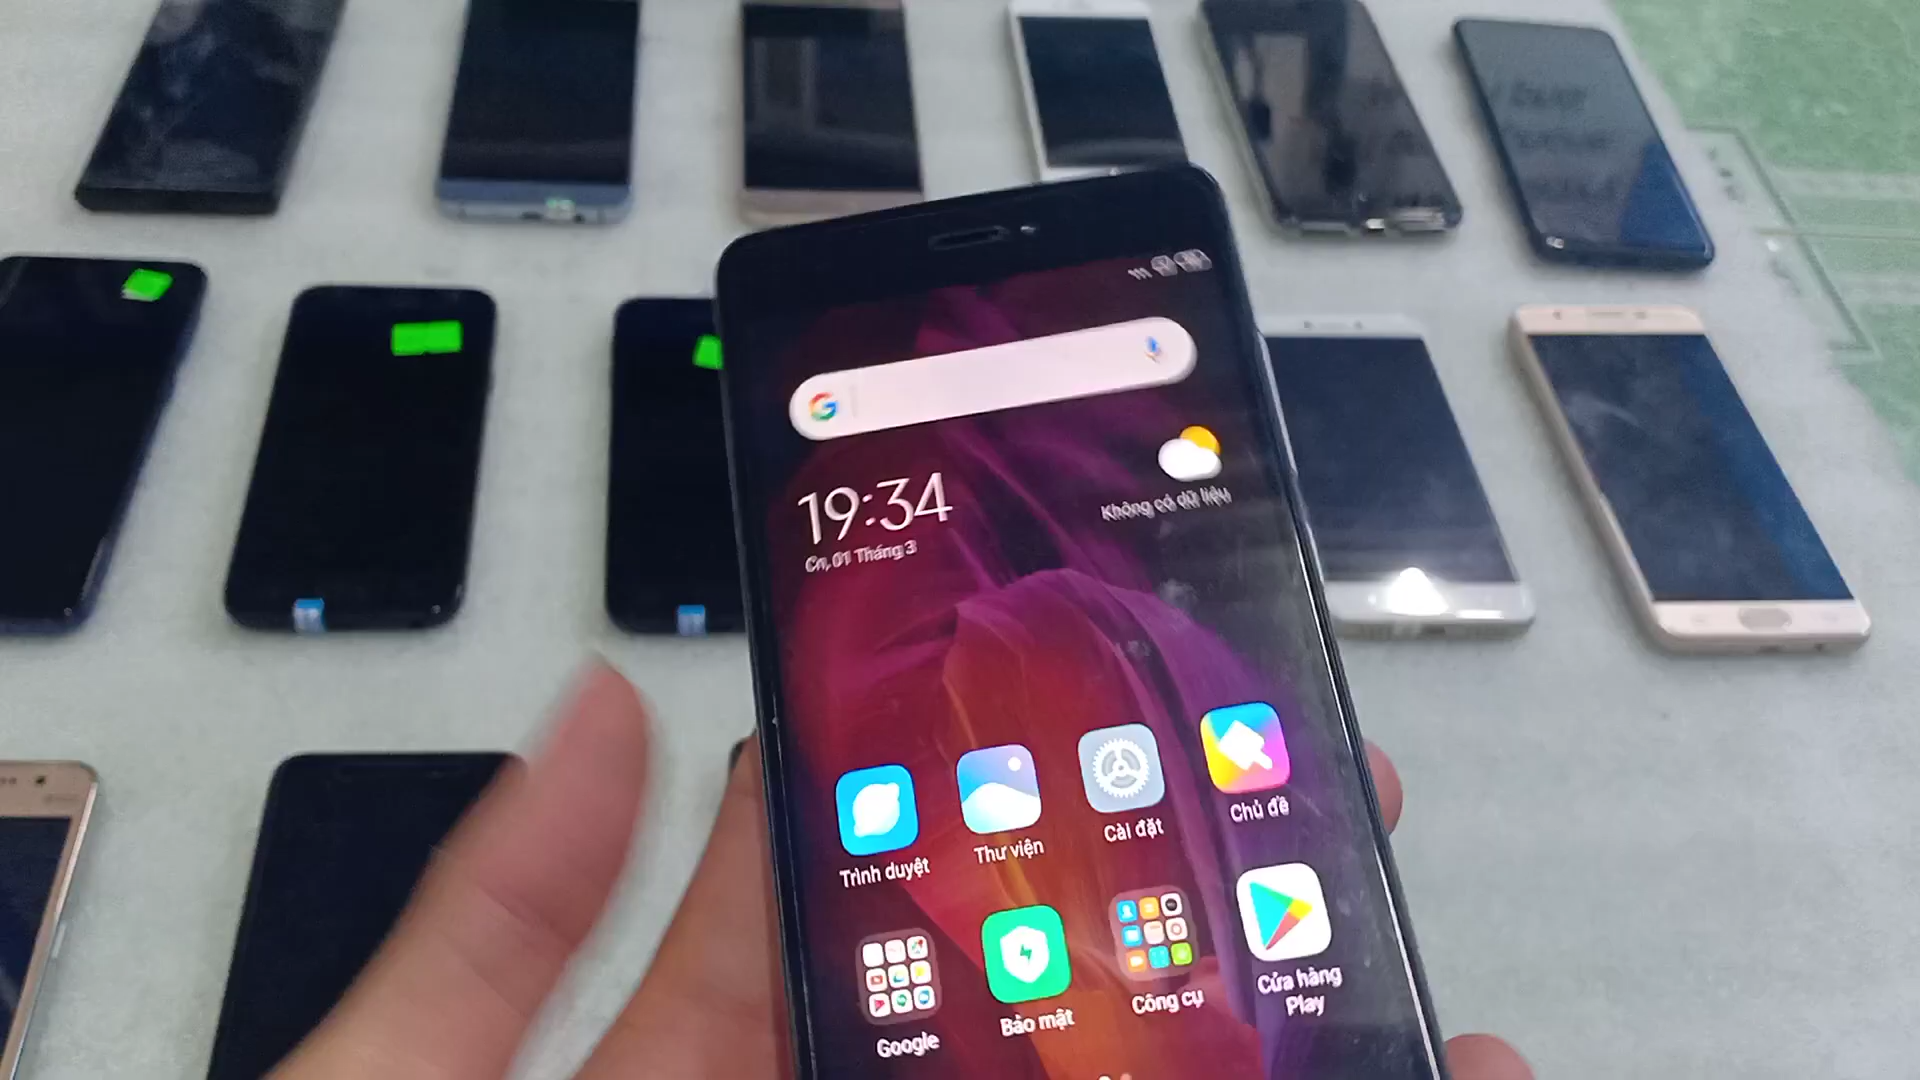 19:34
Cn, 01 Tháng 3
Không có dữ liệu
Trình duyệt
Thư viện
Cài đặt
Chủ đề
Google
Bảo mật
Công cụ
Cửa hàng
Play